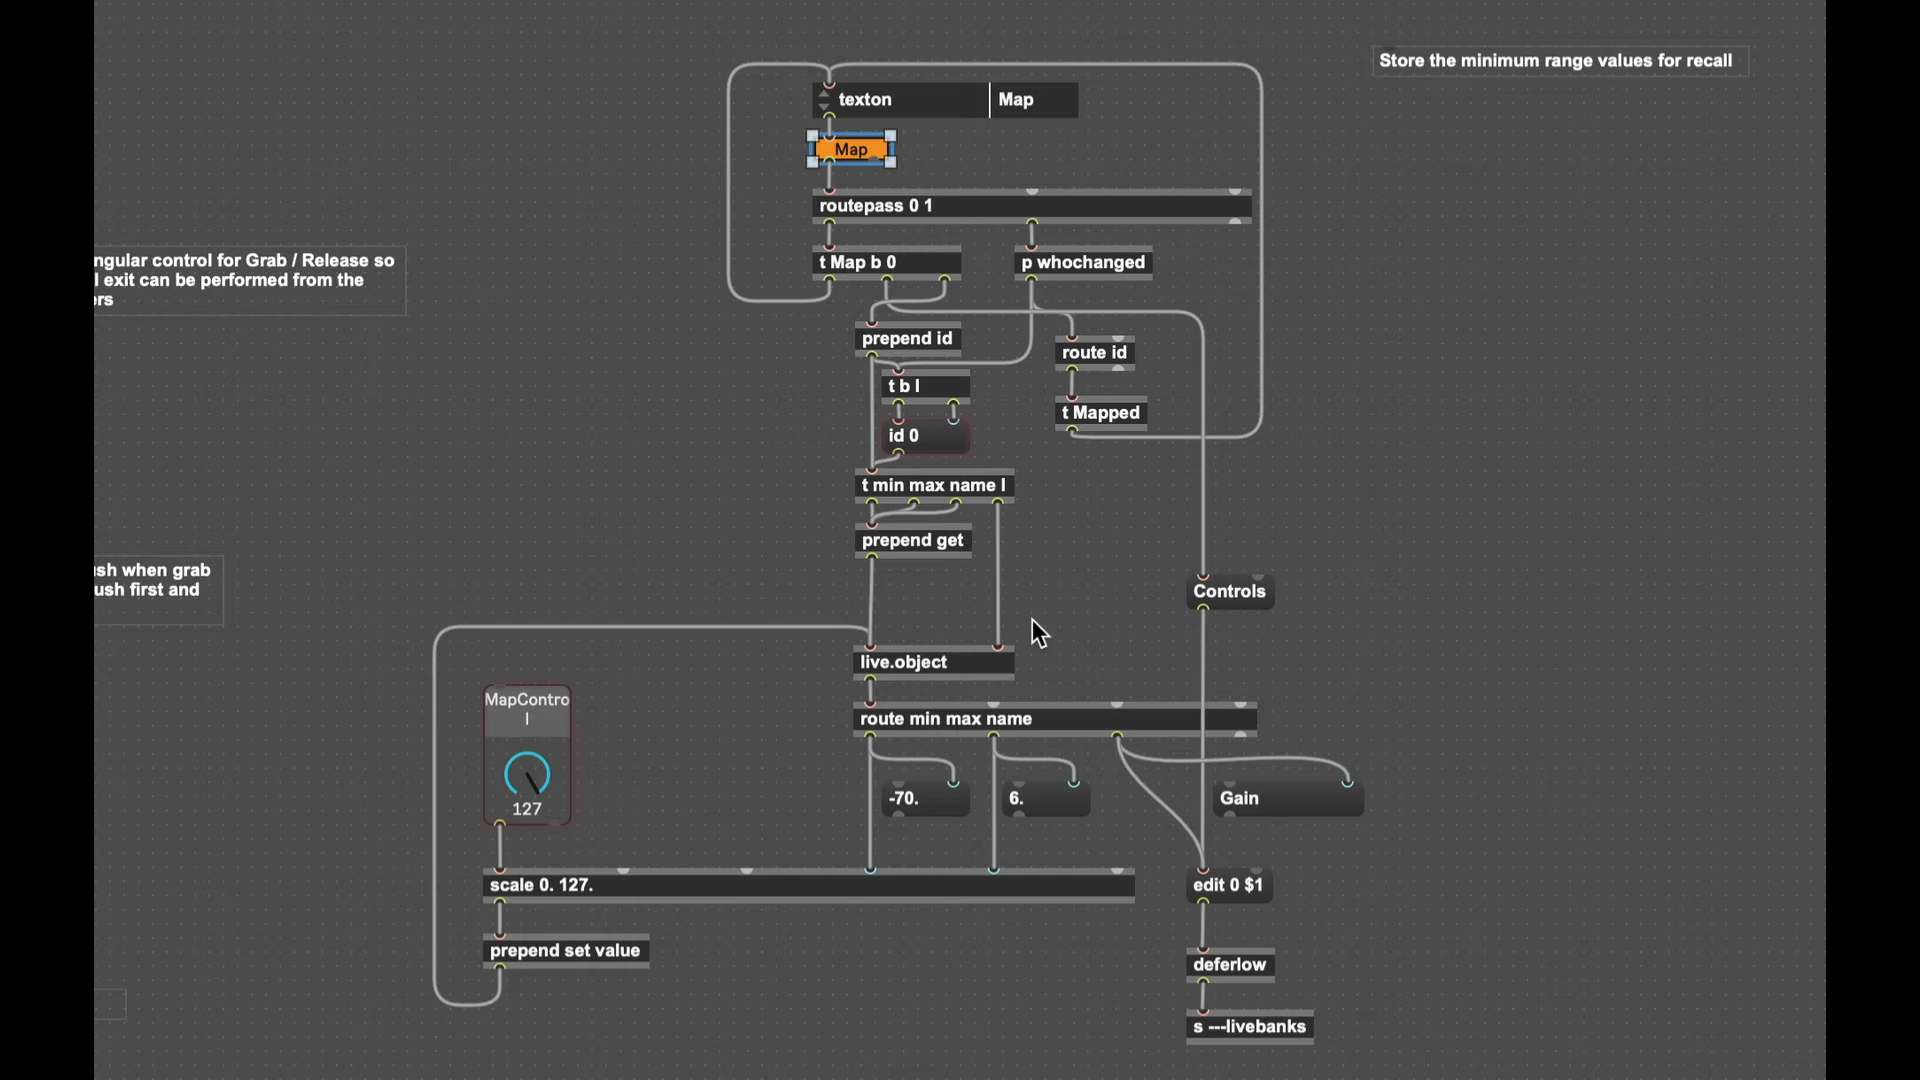 Store the minimum range values for recall
texton
Map
Map
routepass 0 1
ngular control for Grab / Release so
l exit can be performed from the
ers
t Map b 0
p whochanged
prepend id
route id
t b l
t Mapped
id 0
t min max name l
prepend get
sh when grab
ush first and
Controls
live.object
MapContro
l
127
route min max name
-70.
6.
Gain
scale 0. 127.
edit 0 $1
prepend set value
deferlow
s ---livebanks